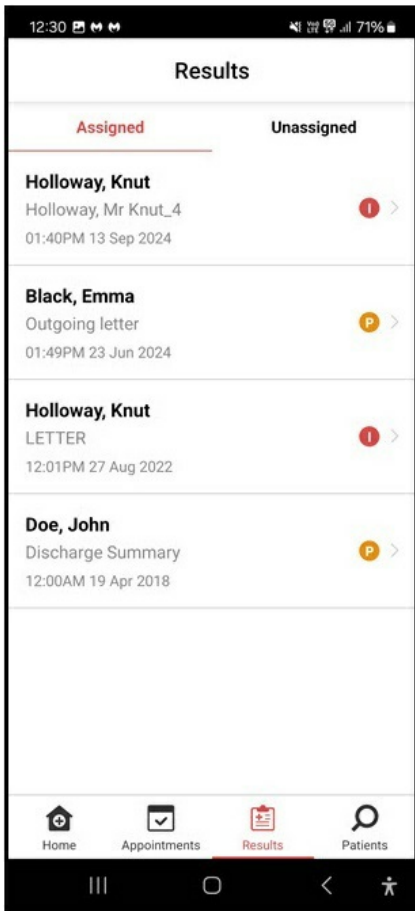 12:30 71%
Results
Assigned Unassigned
Holloway, Knut
Holloway, Mr Knut_4
I
01:40PM 13 Sep 2024
Black, Emma
Outgoing letter
P
01:49PM 23 Jun 2024
Holloway, Knut
LETTER
I
12:01PM 27 Aug 2022
Doe, John
Discharge Summary
P
12:00AM 19 Apr 2018
Home Appointments Results Patients